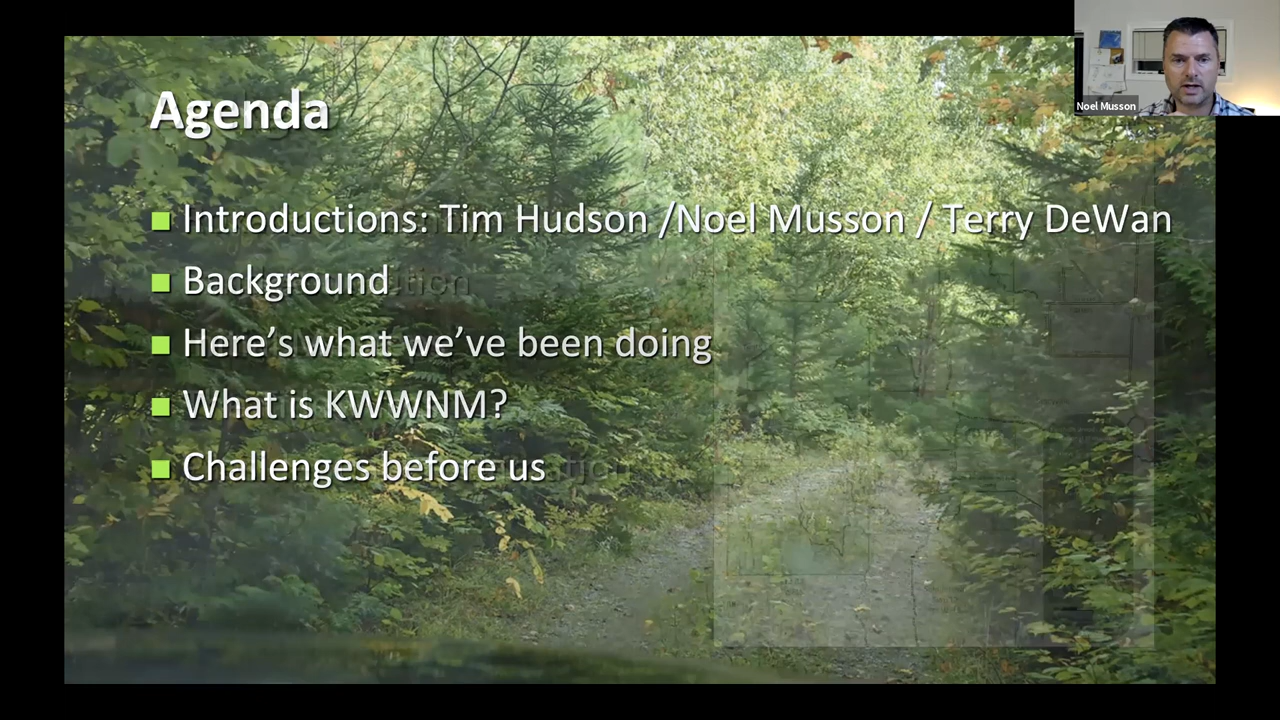 Noel Musson
Agenda
Introductions: Tim Hudson /Noel Musson / Terry DeWan
Background
Here's what we've been doing
What is KWWNM?
Challenges before us